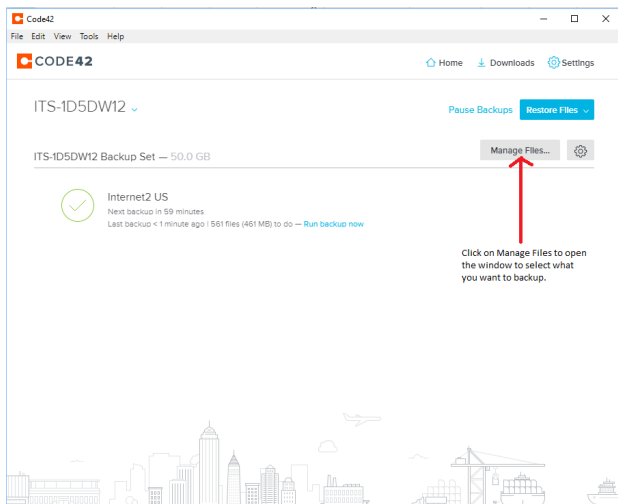 Code42
File Edit View Tools Help
CODE42
Home Downloads Settings
ITS-1D5DW12
Pause Backups Restore Files
ITS-1D5DW12 Backup Set — 50.0 GB
Manage Files...
Internet2 US
Next backup in 59 minutes
Last backup < 1 minute ago | 561 files (461 MB) to do — Run backup now
Click on Manage Files to open
the window to select what
you want to backup.